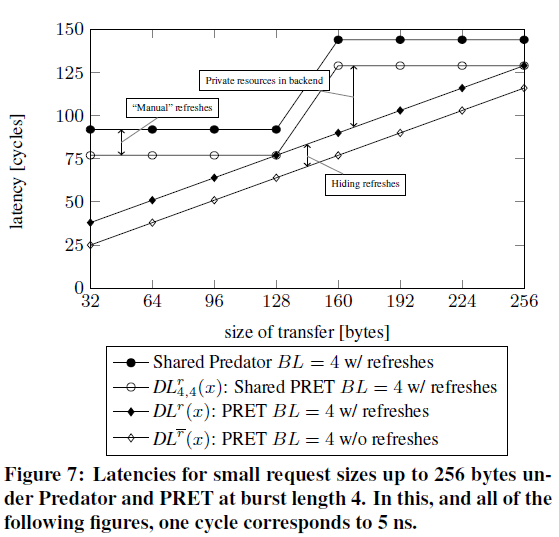 150
125
100
75
50
25
0
latency [cycles]
"Manual" refreshes
Private resources in backend
Hiding refreshes
32 64 96 128 160 192 224 256
size of transfer [bytes]
Shared Predator BL = 4 w/ refreshes
DL^r_{4,4}(x): Shared PRET BL = 4 w/ refreshes
DL^r(x): PRET BL = 4 w/ refreshes
DL^{r̅}(x): PRET BL = 4 w/o refreshes
Figure 7: Latencies for small request sizes up to 256 bytes un-
der Predator and PRET at burst length 4. In this, and all of the
following figures, one cycle corresponds to 5 ns.